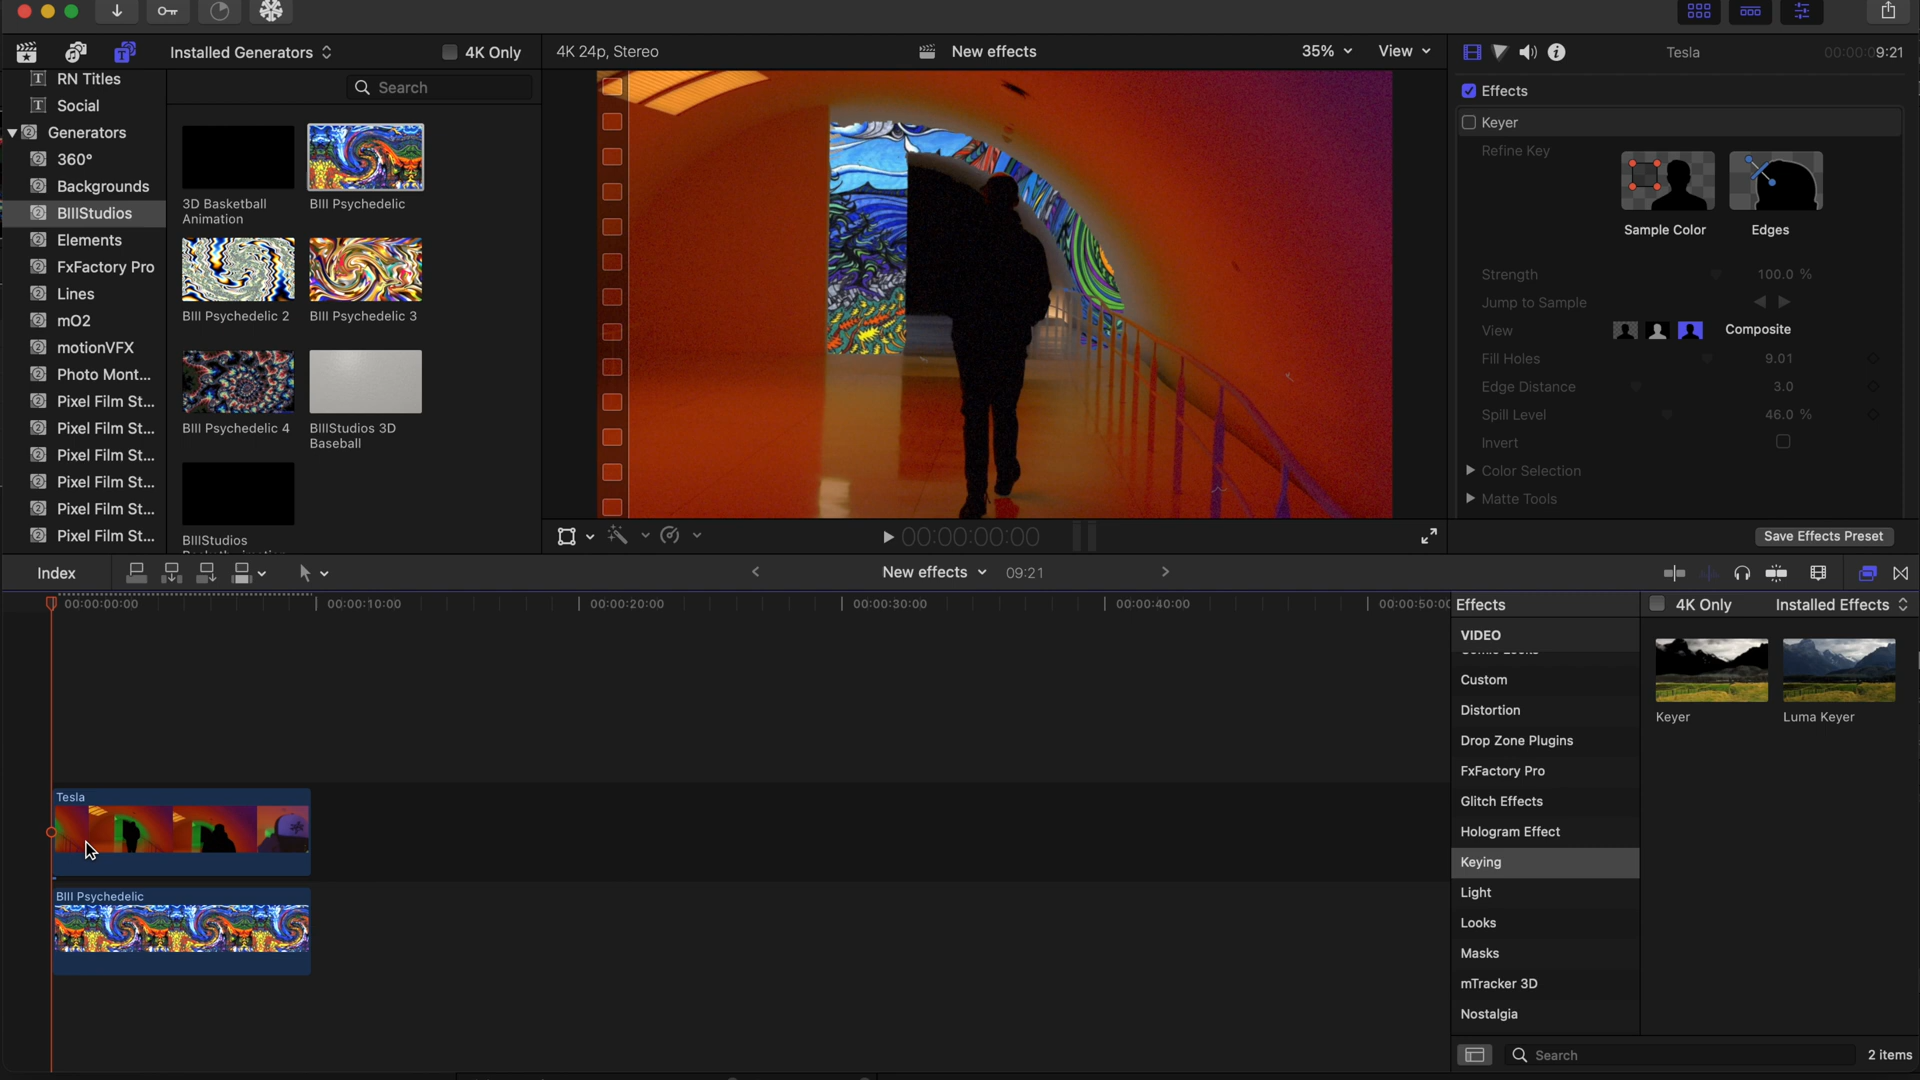 Installed Generators
4K Only
4K 24p, Stereo
New effects
35%
View
Tesla
00:00:09:21
RN Titles
Social
Generators
360°
Backgrounds
BIIIStudios
Elements
FxFactory Pro
Lines
mO2
motionVFX
Photo Mont...
Pixel Film St...
Pixel Film St...
Pixel Film St...
Pixel Film St...
Pixel Film St...
Pixel Film St...
Search
3D Basketball
Animation
BIII Psychedelic
BIII Psychedelic 2
BIII Psychedelic 3
BIII Psychedelic 4
BIIIStudios 3D
Baseball
BIIIStudios
Effects
Keyer
Refine Key
Sample Color
Edges
Strength
100.0 %
Jump to Sample
View
Composite
Fill Holes
9.01
Edge Distance
3.0
Spill Level
46.0 %
Invert
Color Selection
Matte Tools
00:00:00:00
Save Effects Preset
Index
New effects
09:21
00:00:00:00
00:00:10:00
00:00:20:00
00:00:30:00
00:00:40:00
00:00:50:00
Tesla
BIII Psychedelic
Effects
4K Only
Installed Effects
VIDEO
Custom
Distortion
Drop Zone Plugins
FxFactory Pro
Glitch Effects
Hologram Effect
Keying
Light
Looks
Masks
mTracker 3D
Nostalgia
Keyer
Luma Keyer
Search
2 items